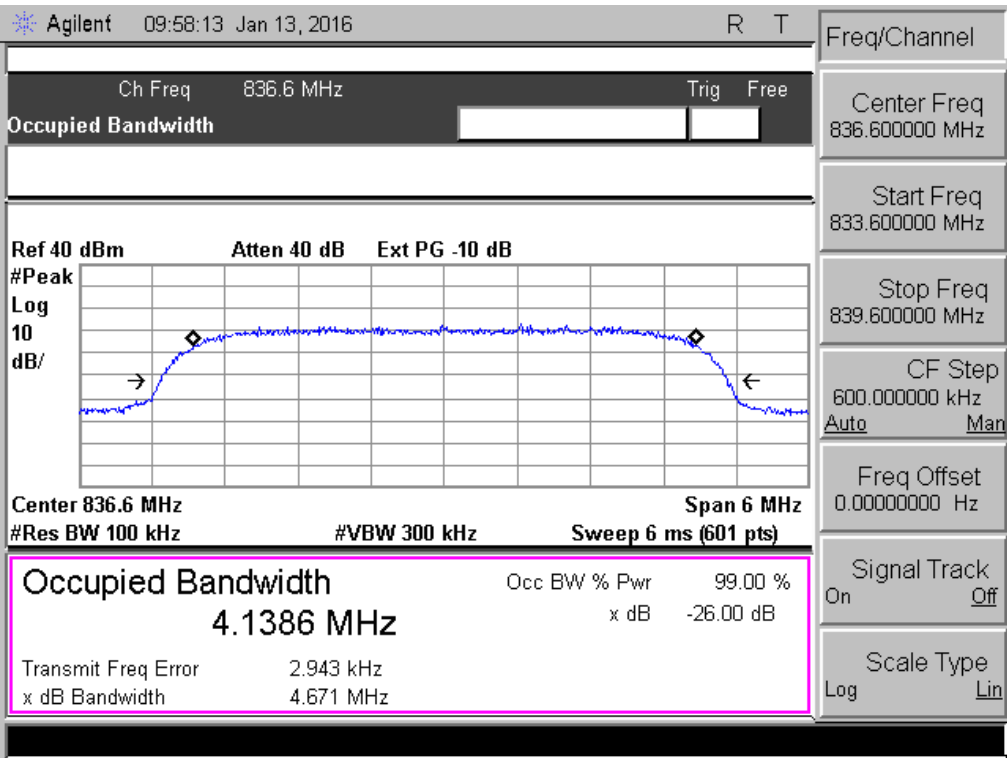 Agilent 09:58:13 Jan 13, 2016 R T
Ch Freq 836.6 MHz Trig Free
Occupied Bandwidth
Ref 40 dBm Atten 40 dB Ext PG -10 dB
#Peak
Log
10
dB/
Center 836.6 MHz Span 6 MHz
#Res BW 100 kHz #VBW 300 kHz Sweep 6 ms (601 pts)
Occupied Bandwidth Occ BW % Pwr 99.00 %
4.1386 MHz x dB -26.00 dB
Transmit Freq Error 2.943 kHz
x dB Bandwidth 4.671 MHz
Freq/Channel
Center Freq
836.600000 MHz
Start Freq
833.600000 MHz
Stop Freq
839.600000 MHz
CF Step
600.000000 kHz
Auto Man
Freq Offset
0.00000000 Hz
Signal Track
On Off
Scale Type
Log Lin